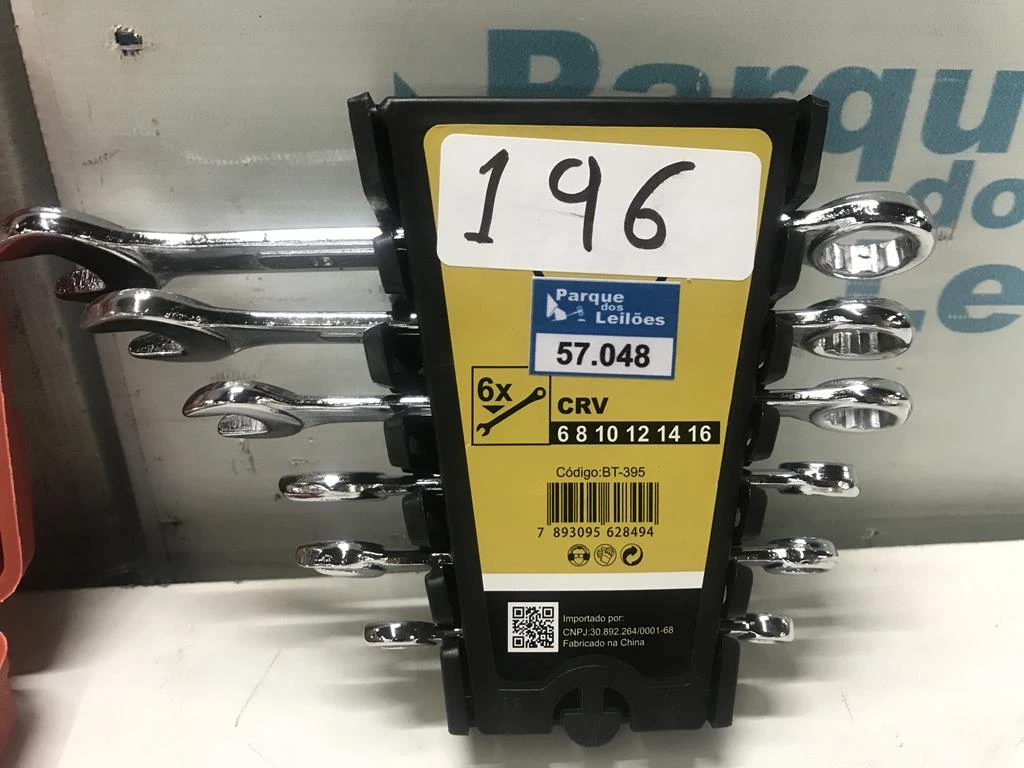 Parqu
do
Le
196
Parque
dos
Leilões
57.048
6x
CRV
6 8 10 12 14 16
Código:BT-395
7 893095 628494
Importado por:
CNPJ:30.892.264/0001-68
Fabricado na China